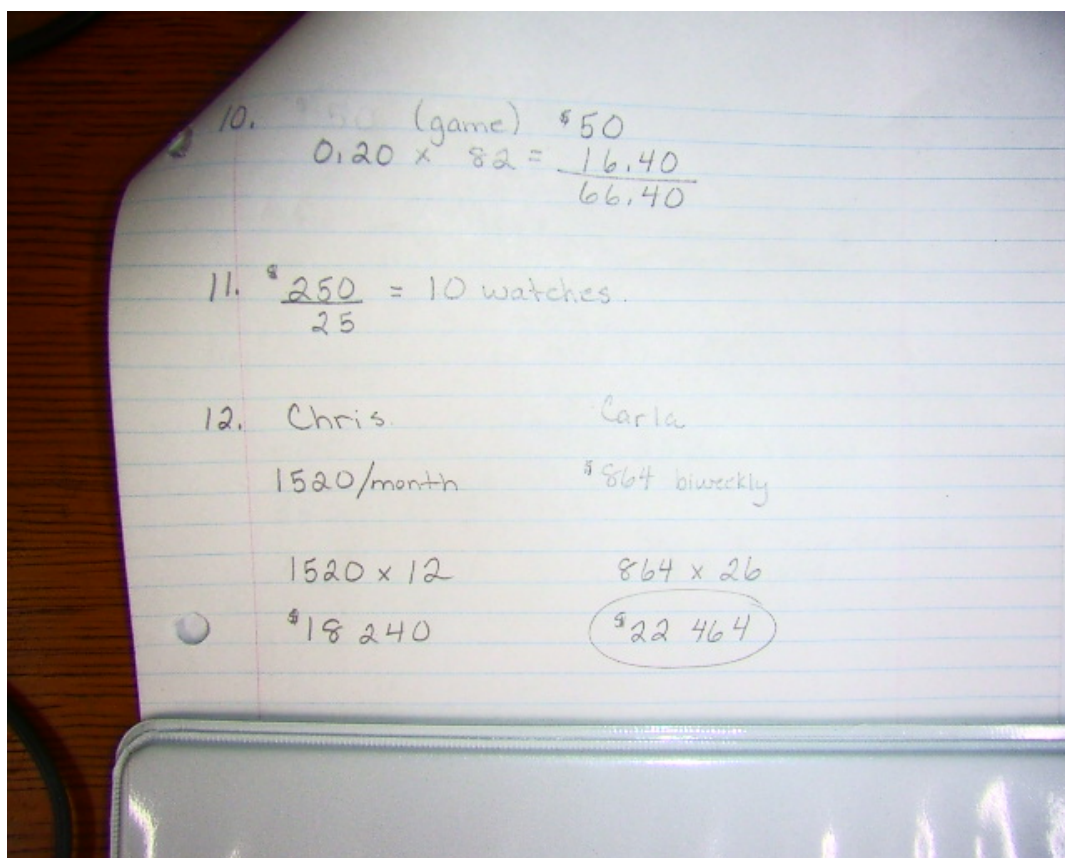 10. (game) $50
0.20 x 82 = 16.40
66.40
11. $250 = 10 watches.
25
12. Chris. Carla
1520/month $864 biweekly
1520 x 12 864 x 26
$18 240 $22 464